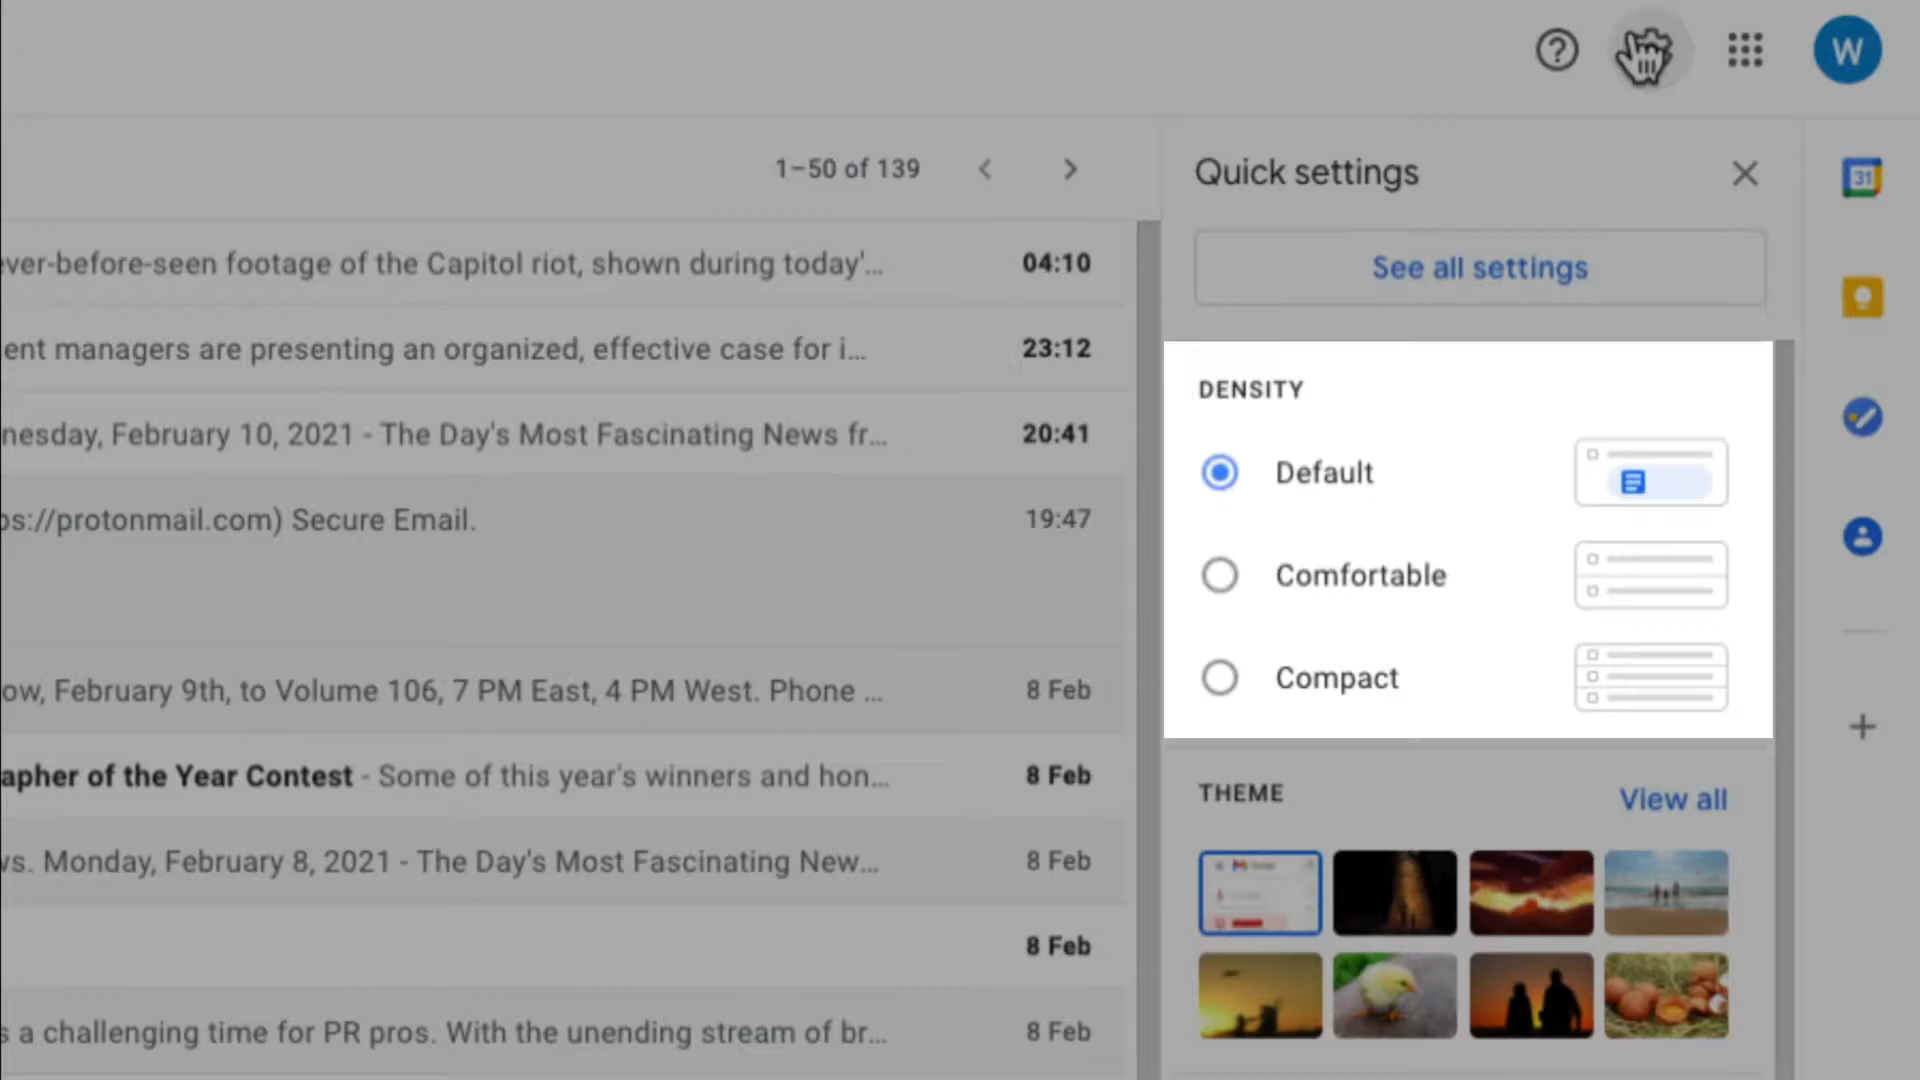 W
1–50 of 139
Quick settings
31
See all settings
ver-before-seen footage of the Capitol riot, shown during today'… 04:10
ent managers are presenting an organized, effective case for i… 23:12
nesday, February 10, 2021 - The Day's Most Fascinating News fr… 20:41
os://protonmail.com) Secure Email. 19:47
ow, February 9th, to Volume 106, 7 PM East, 4 PM West. Phone … 8 Feb
apher of the Year Contest - Some of this year's winners and hon… 8 Feb
vs. Monday, February 8, 2021 - The Day's Most Fascinating New… 8 Feb
8 Feb
s a challenging time for PR pros. With the unending stream of br… 8 Feb
DENSITY
Default
Comfortable
Compact
THEME
View all